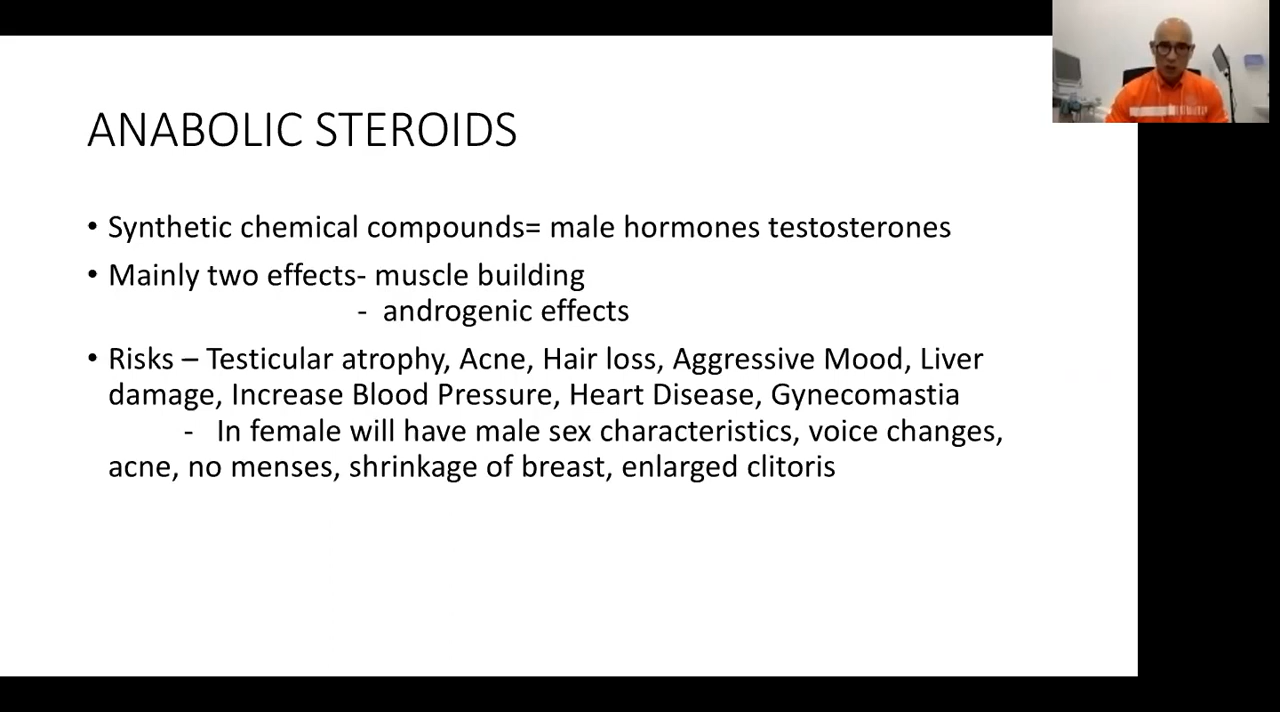 ANABOLIC STEROIDS
• Synthetic chemical compounds= male hormones testosterones
• Mainly two effects- muscle building
- androgenic effects
• Risks – Testicular atrophy, Acne, Hair loss, Aggressive Mood, Liver
damage, Increase Blood Pressure, Heart Disease, Gynecomastia
- In female will have male sex characteristics, voice changes,
acne, no menses, shrinkage of breast, enlarged clitoris